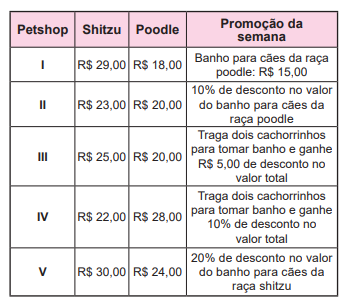 Petshop Shitzu Poodle Promoção da
semana
I R$ 29,00 R$ 18,00 Banho para cães da raça
poodle: R$ 15,00
II R$ 23,00 R$ 20,00 10% de desconto no valor
do banho para cães da
raça poodle
III R$ 25,00 R$ 20,00 Traga dois cachorrinhos
para tomar banho e ganhe
R$ 5,00 de desconto no
valor total
IV R$ 22,00 R$ 28,00 Traga dois cachorrinhos
para tomar banho e ganhe
10% de desconto no
valor total
V R$ 30,00 R$ 24,00 20% de desconto no valor
do banho para cães da
raça shitzu